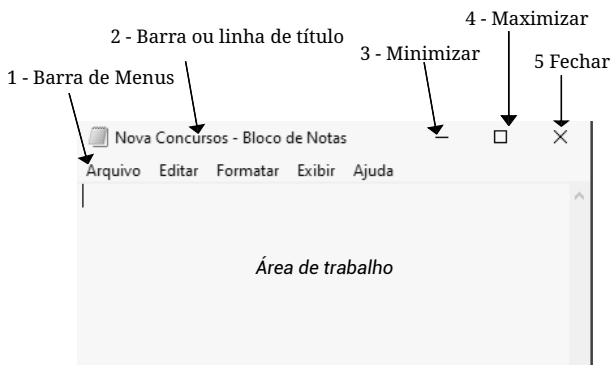 4 - Maximizar
2 - Barra ou linha de título
3 - Minimizar
5 Fechar
1 - Barra de Menus
Nova Concursos - Bloco de Notas
Arquivo Editar Formatar Exibir Ajuda
Área de trabalho